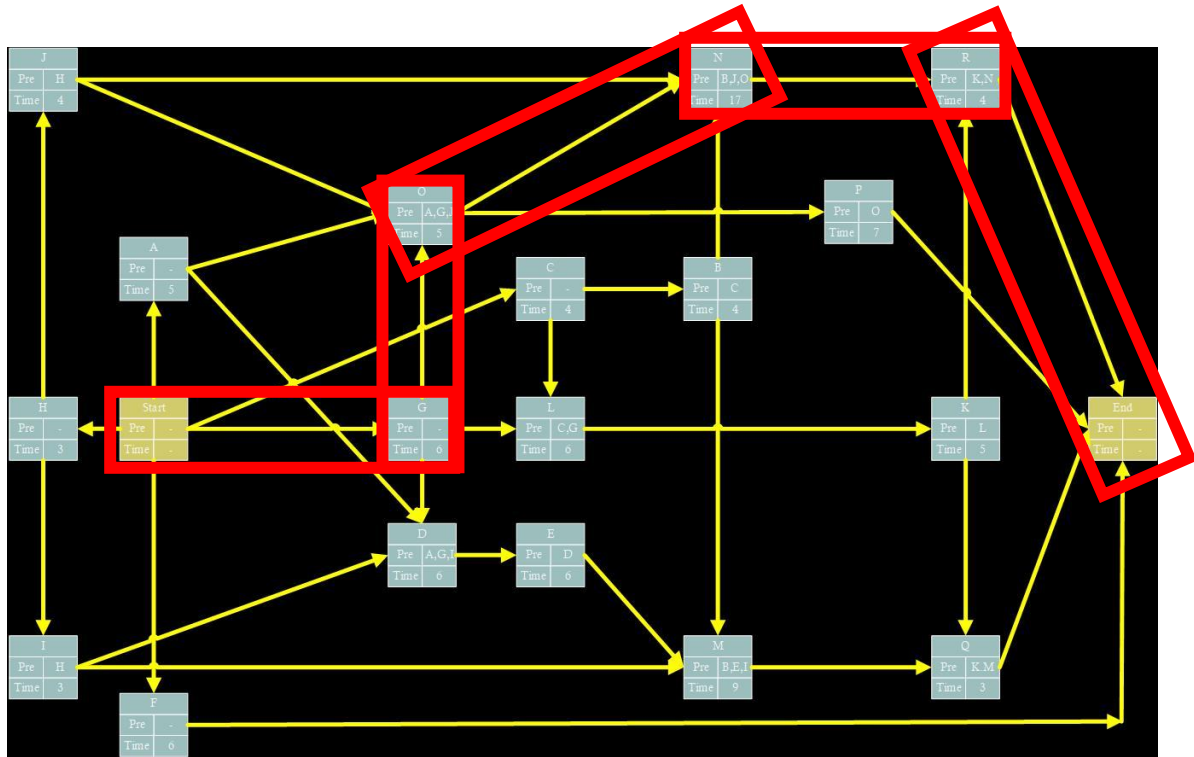 J
Pre H
Time 4
N
Pre B,J,O
Time 17
R
Pre K,N
Time 4
O
Pre A,G,J
Time 5
P
Pre O
Time 7
A
Pre -
Time 5
C
Pre -
Time 4
B
Pre C
Time 4
H
Pre -
Time 3
Start
Pre -
Time -
G
Pre -
Time 6
L
Pre C,G
Time 6
K
Pre L
Time 5
End
Pre -
Time -
D
Pre A,G,I
Time 6
E
Pre D
Time 6
I
Pre H
Time 3
M
Pre B,E,I
Time 9
Q
Pre K.M
Time 3
F
Pre -
Time 6